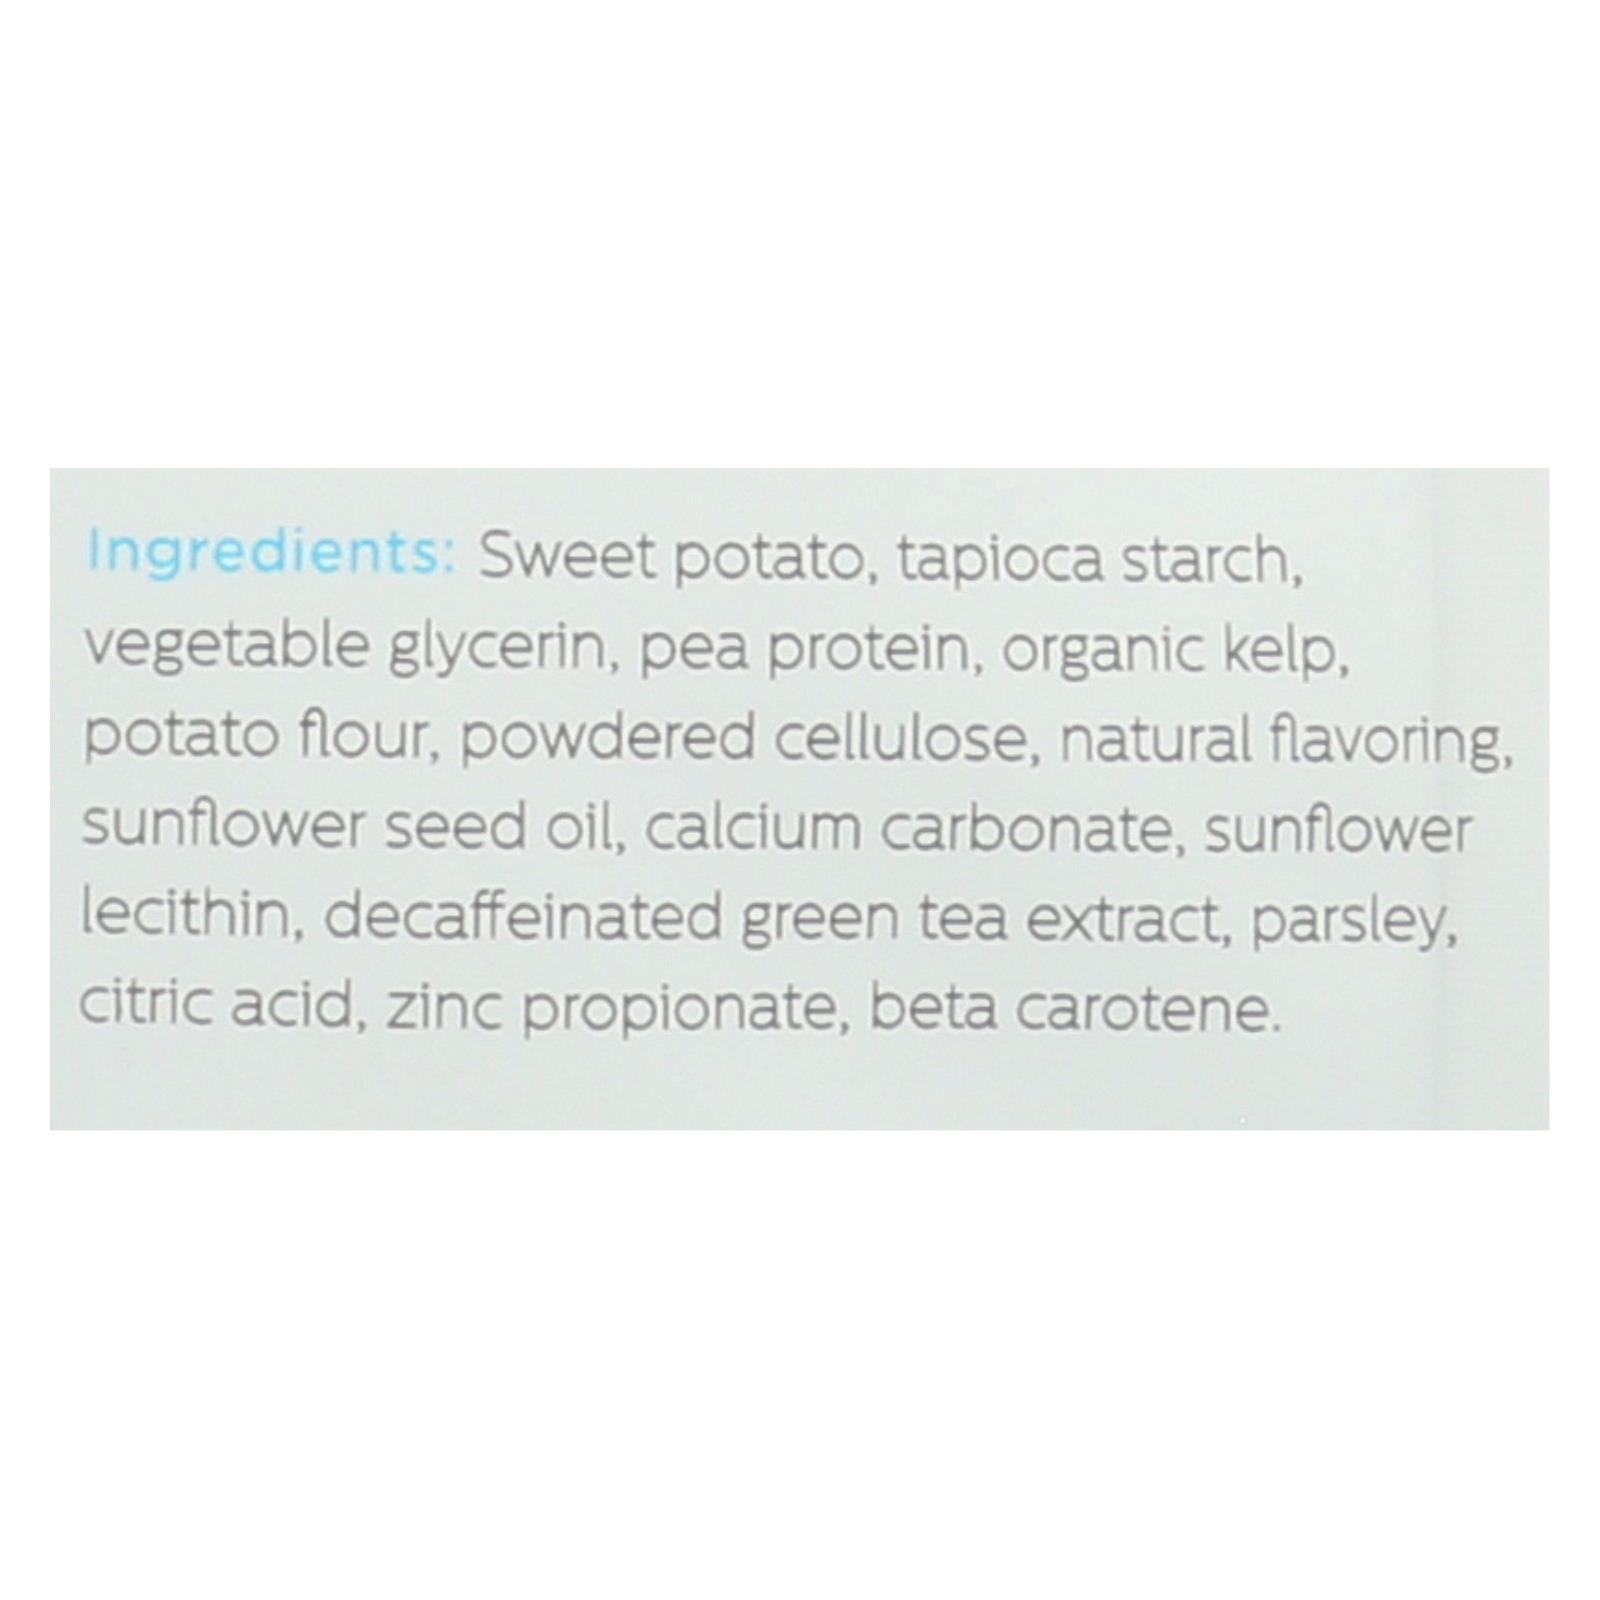 Ingredients: Sweet potato, tapioca starch,
vegetable glycerin, pea protein, organic kelp,
potato flour, powdered cellulose, natural flavoring,
sunflower seed oil, calcium carbonate, sunflower
lecithin, decaffeinated green tea extract, parsley,
citric acid, zinc propionate, beta carotene.